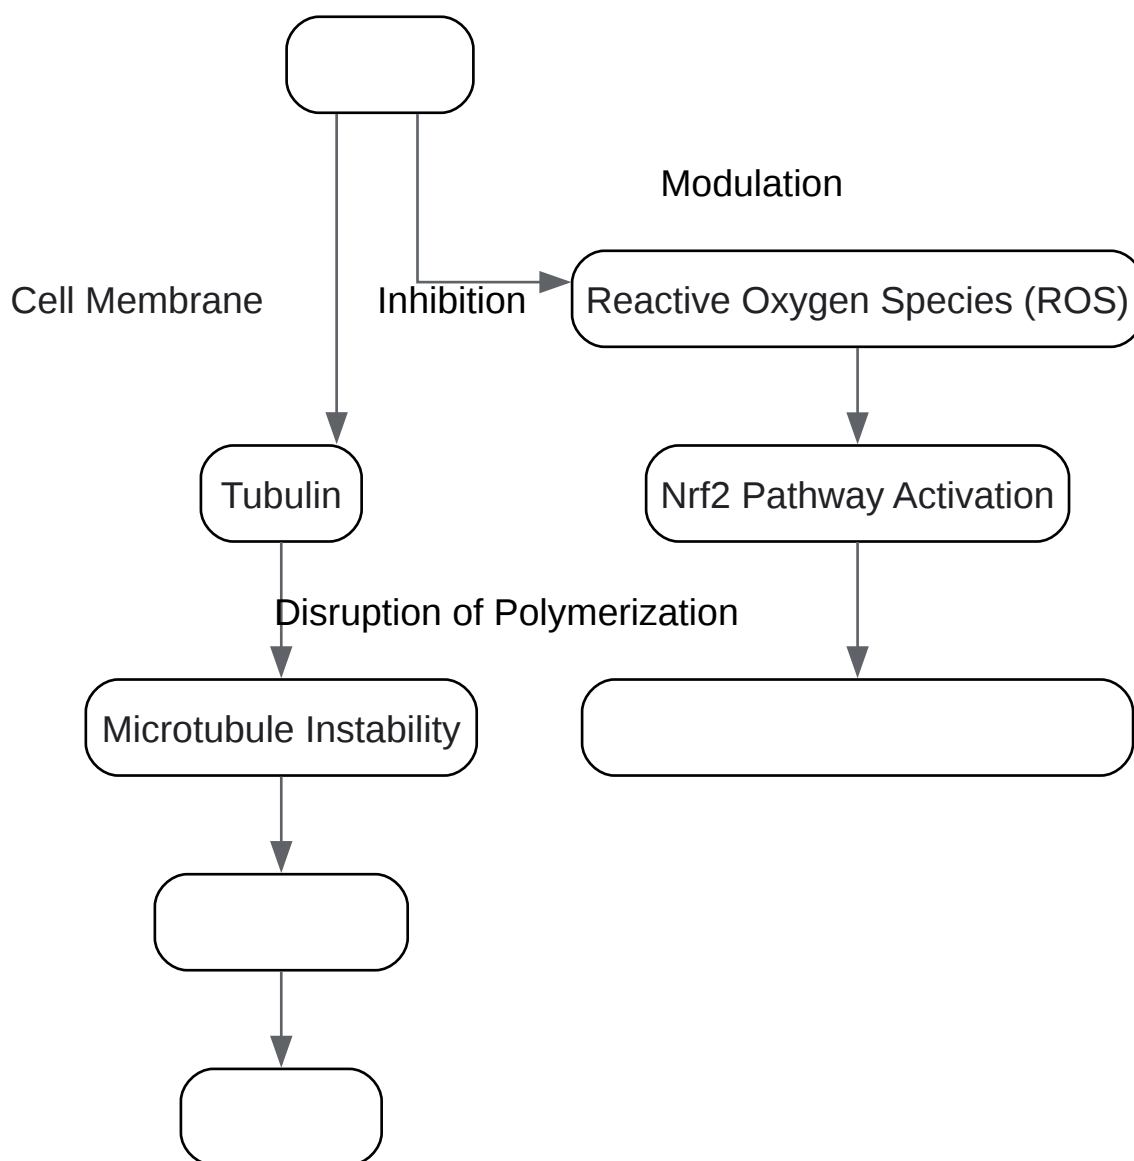 Modulation
Cell Membrane
Inhibition
Reactive Oxygen Species (ROS)
Tubulin
Nrf2 Pathway Activation
Disruption of Polymerization
Microtubule Instability